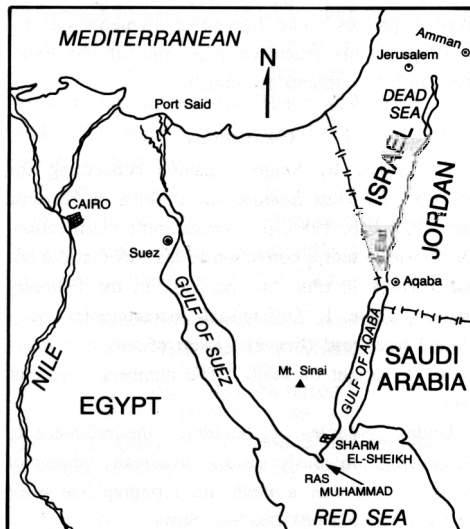 MEDITERRANEAN
N
Amman
Jerusalem
DEAD
SEA
Port Said
ISRAEL
JORDAN
CAIRO
Suez
Aqaba
NILE
GULF OF SUEZ
GULF OF AQABA
Mt. Sinai
SAUDI
ARABIA
EGYPT
SHARM
EL-SHEIKH
RAS
MUHAMMAD
RED SEA